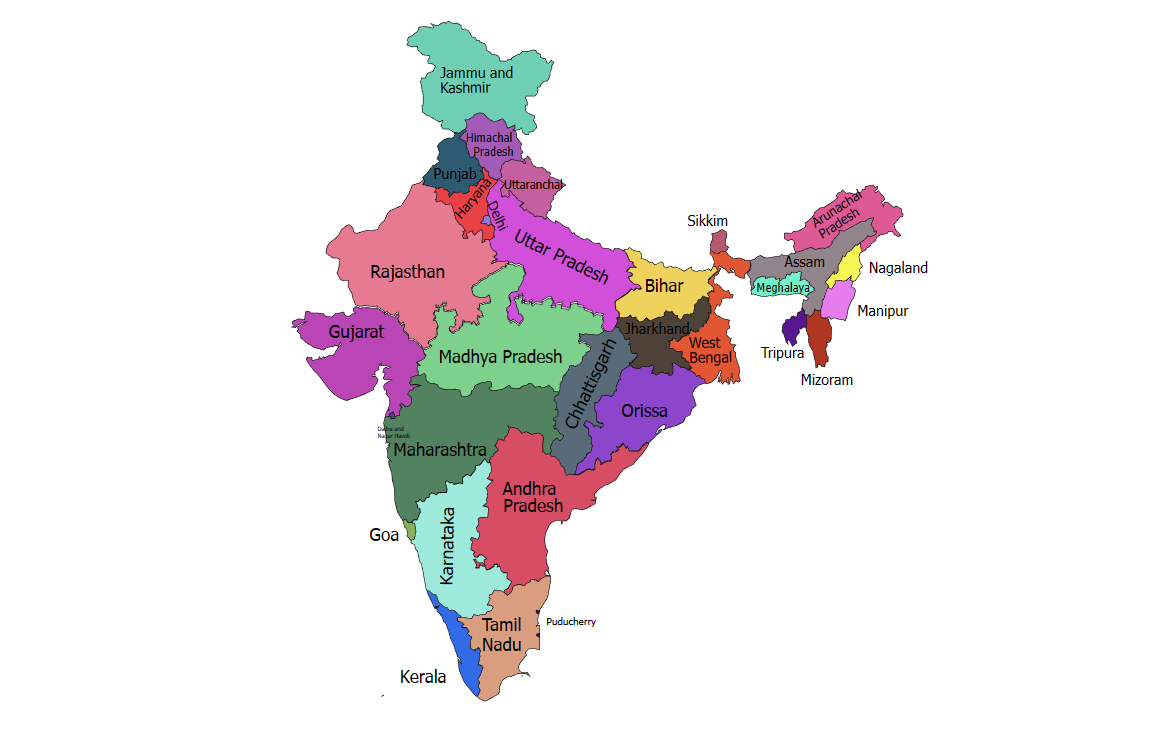 Jammu and
Kashmir
Himachal
Pradesh
Punjab
Uttaranchal
Haryana
Delhi
Arunachal
Pradesh
Sikkim
Uttar Pradesh
Assam
Nagaland
Rajasthan
Bihar
Meghalaya
Manipur
Gujarat
Jharkhand
West
Bengal
Tripura
Madhya Pradesh
Mizoram
Chhattisgarh
Orissa
Dadra and
Nagar Haveli
Maharashtra
Andhra
Pradesh
Goa
Karnataka
Puducherry
Tamil
Nadu
Kerala